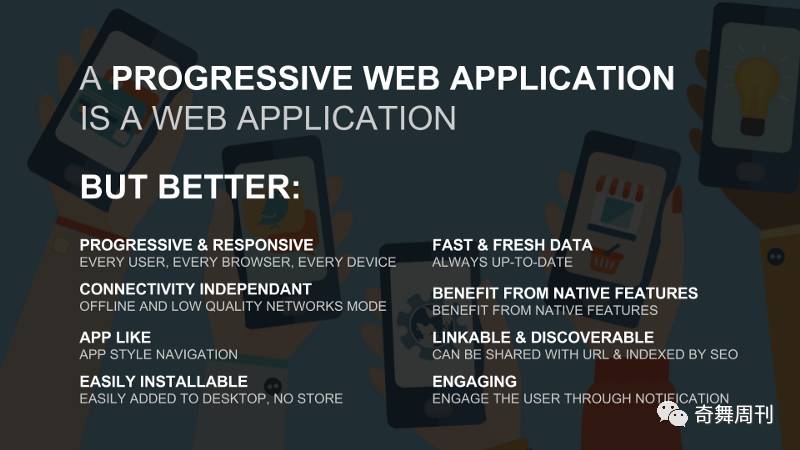 A PROGRESSIVE WEB APPLICATION
IS A WEB APPLICATION
BUT BETTER:
PROGRESSIVE & RESPONSIVE
EVERY USER, EVERY BROWSER, EVERY DEVICE
CONNECTIVITY INDEPENDANT
OFFLINE AND LOW QUALITY NETWORKS MODE
APP LIKE
APP STYLE NAVIGATION
EASILY INSTALLABLE
EASILY ADDED TO DESKTOP, NO STORE
FAST & FRESH DATA
ALWAYS UP-TO-DATE
BENEFIT FROM NATIVE FEATURES
BENEFIT FROM NATIVE FEATURES
LINKABLE & DISCOVERABLE
CAN BE SHARED WITH URL & INDEXED BY SEO
ENGAGING
ENGAGE THE USER THROUGH NOTIFICATION
奇舞周刊